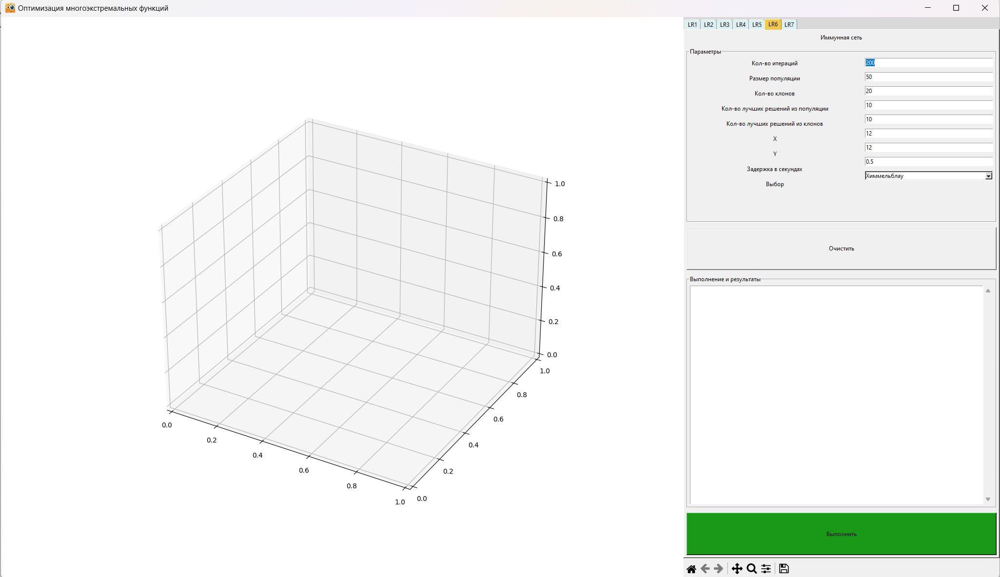 Оптимизация многоэкстремальных функций
LR1 LR2 LR3 LR4 LR5 LR6 LR7
Иммунная сеть
Параметры
Кол-во итераций 200
Размер популяции 50
Кол-во клонов 20
Кол-во лучших решений из популяции 10
Кол-во лучших решений из клонов 10
X 12
Y 12
Задержка в секундах 0.5
Выбор Химмельблау
Очистить
Выполнение и результаты
Выполнить
1.0
0.8
0.6
0.4
0.2
0.0
1.0
0.8
0.6
0.4
0.2
0.0
0.0
0.2
0.4
0.6
0.8
1.0